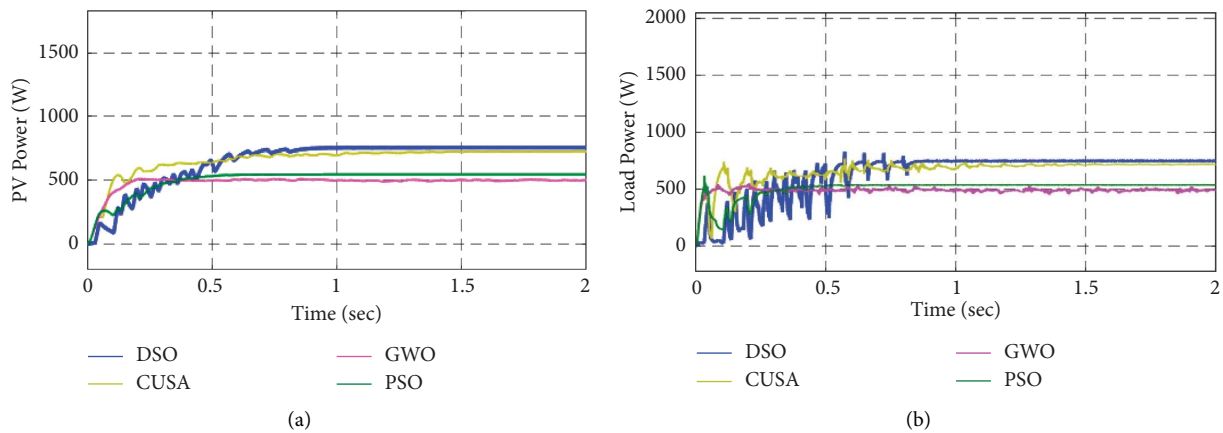 PV Power (W)
1500
1000
500
0
0 0.5 1 1.5 2
Time (sec)
DSO GWO
CUSA PSO
(a)
Load Power (W)
2000
1500
1000
500
0
0 0.5 1 1.5 2
Time (sec)
DSO GWO
CUSA PSO
(b)